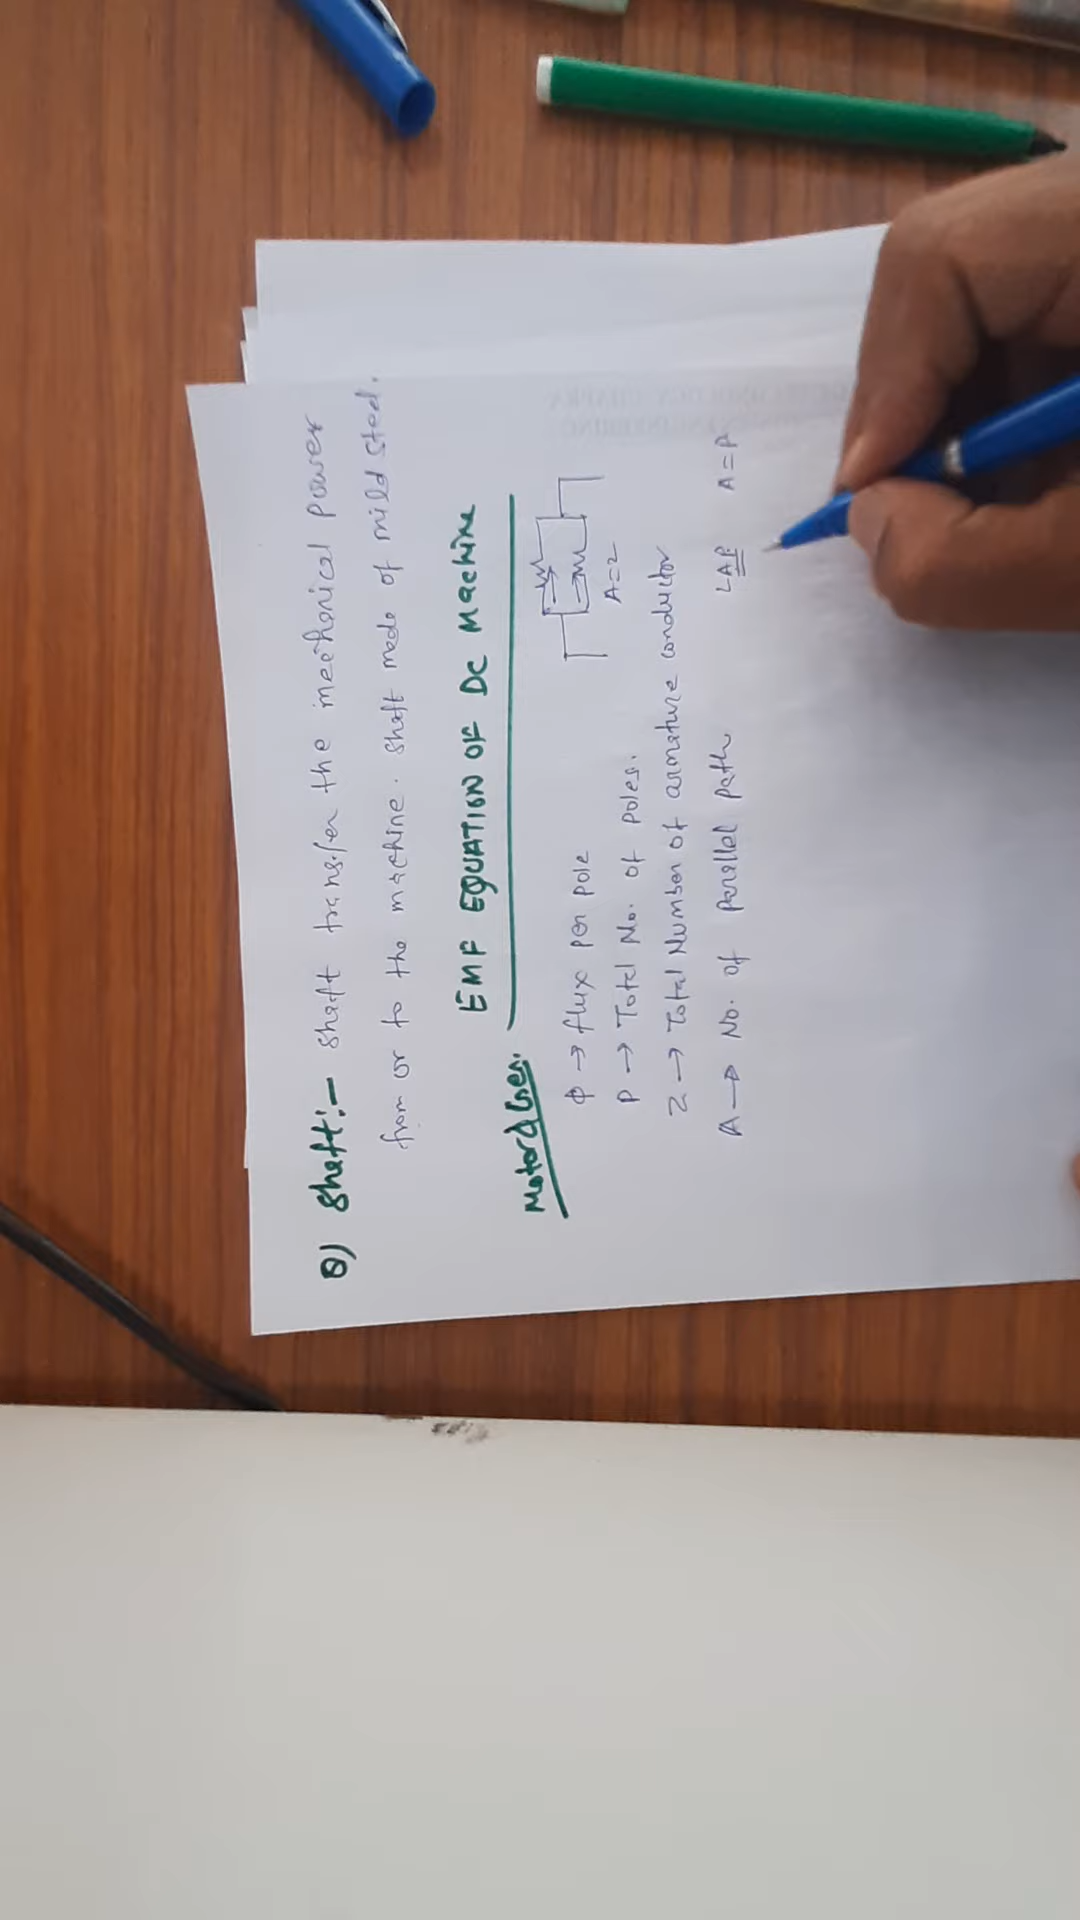 8) Shaft:- shaft transfer the mechanical power
from or to the machine. Shaft made of mild steel.
EMF EQUATION OF DC MACHINE
Motor & Gen.
Φ → flux per pole
P → Total No. of poles.
Z → Total Number of armature conductor
A → No. of parallel path
A=2
LAP A=P